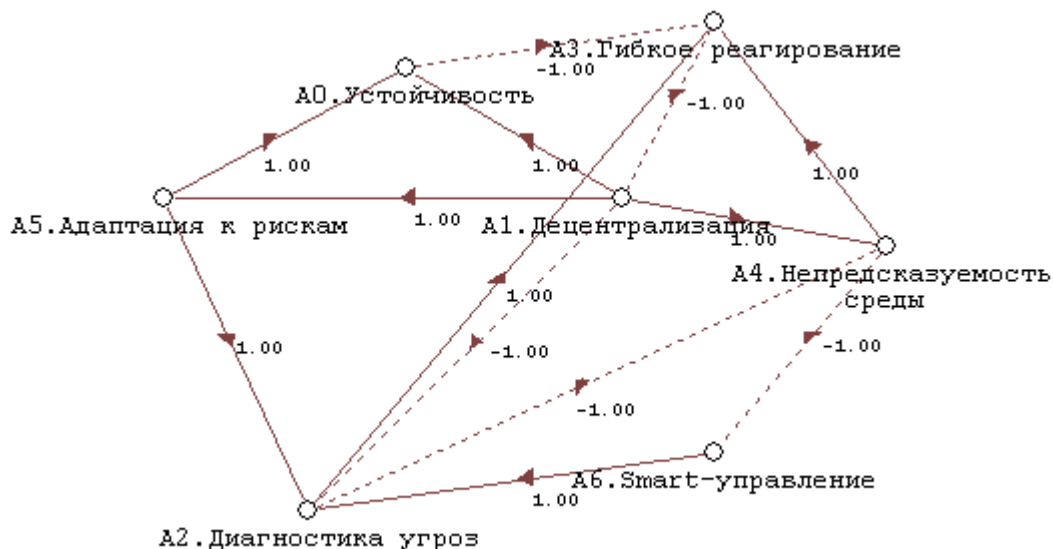 А3.Гибкое реагирование
-1.00
А0.Устойчивость
-1.00
1.00
1.00
1.00
А5.Адаптация к рискам
1.00
А1.Децентрализация
1.00
А4.Непредсказуемость
среды
1.00
1.00
-1.00
-1.00
-1.00
А6.Smart-управление
1.00
А2.Диагностика угроз